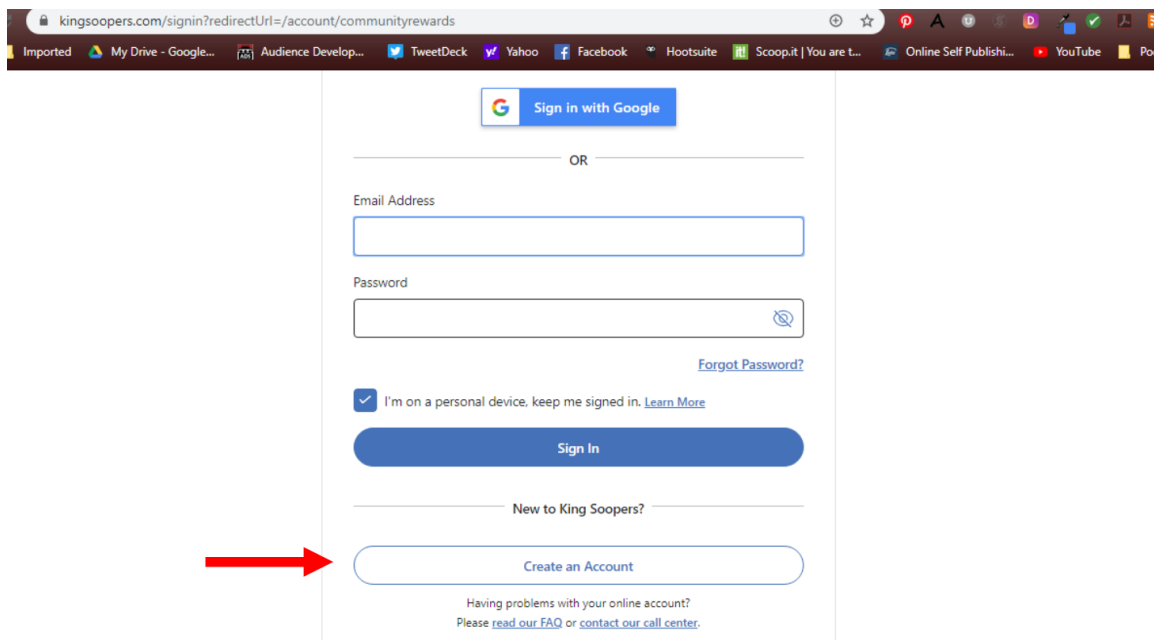 kingsoopers.com/signin?redirectUrl=/account/communityrewards
Imported My Drive - Google... Audience Develop... TweetDeck Yahoo Facebook Hootsuite Scoop.it | You are t... Online Self Publishi... YouTube
Sign in with Google
OR
Email Address
Password
Forgot Password?
I'm on a personal device, keep me signed in. Learn More
Sign In
New to King Soopers?
Create an Account
Having problems with your online account?
Please read our FAQ or contact our call center.